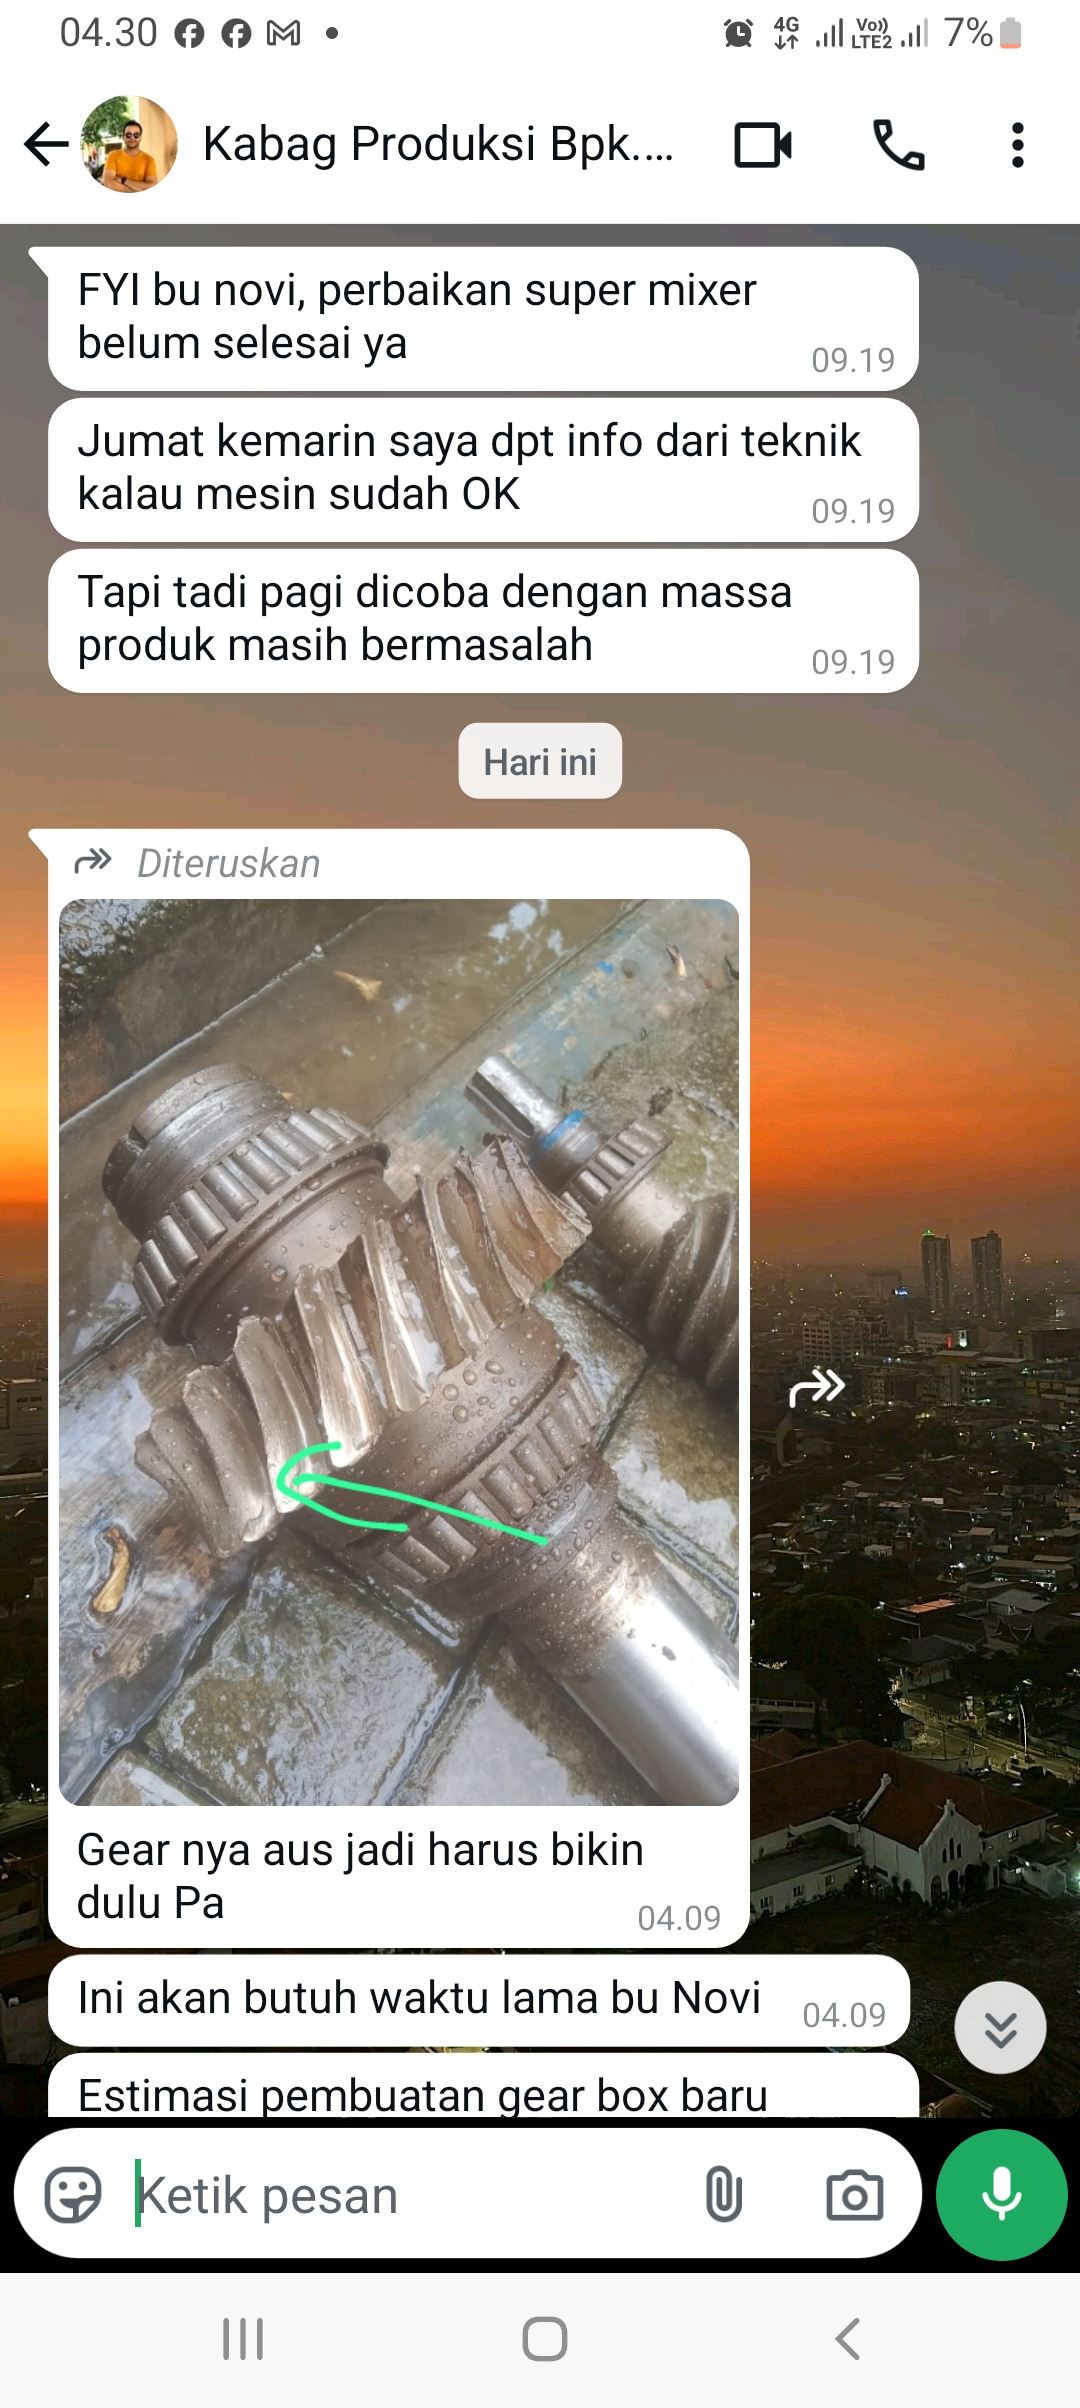 04.30
4G
Vo))
LTE2
7%
Kabag Produksi Bpk....
FYI bu novi, perbaikan super mixer
belum selesai ya
09.19
Jumat kemarin saya dpt info dari teknik
kalau mesin sudah OK
09.19
Tapi tadi pagi dicoba dengan massa
produk masih bermasalah
09.19
Hari ini
Diteruskan
Gear nya aus jadi harus bikin
dulu Pa
04.09
Ini akan butuh waktu lama bu Novi
04.09
Estimasi pembuatan gear box baru
Ketik pesan